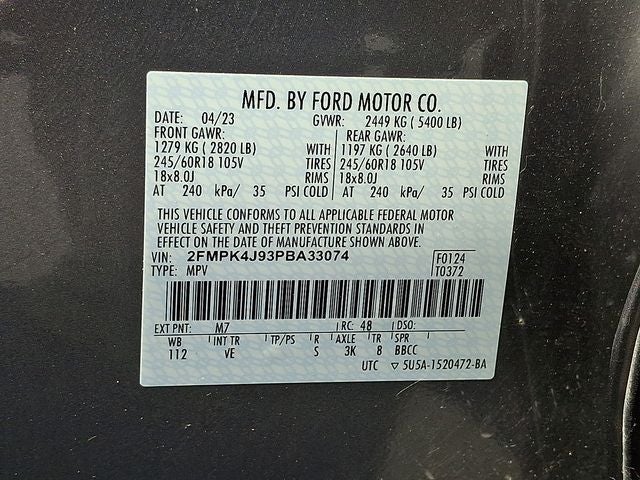 MFD. BY FORD MOTOR CO.
DATE: 04/23 GVWR: 2449 KG ( 5400 LB)
FRONT GAWR: REAR GAWR:
1279 KG ( 2820 LB) WITH 1197 KG ( 2640 LB) WITH
245/60R18 105V TIRES 245/60R18 105V TIRES
18x8.0J RIMS 18x8.0J RIMS
AT 240 kPa/ 35 PSI COLD AT 240 kPa/ 35 PSI COLD
THIS VEHICLE CONFORMS TO ALL APPLICABLE FEDERAL MOTOR
VEHICLE SAFETY AND THEFT PREVENTION STANDARDS IN
EFFECT ON THE DATE OF MANUFACTURE SHOWN ABOVE.
VIN: 2FMPK4J93PBA33074 F0124
TYPE: MPV T0372
EXT PNT: M7 RC: 48 DSO:
WB INT TR TP/PS R AXLE TR SPR
112 VE S 3K 8 BBCC
UTC ▽ 5U5A-1520472-BA